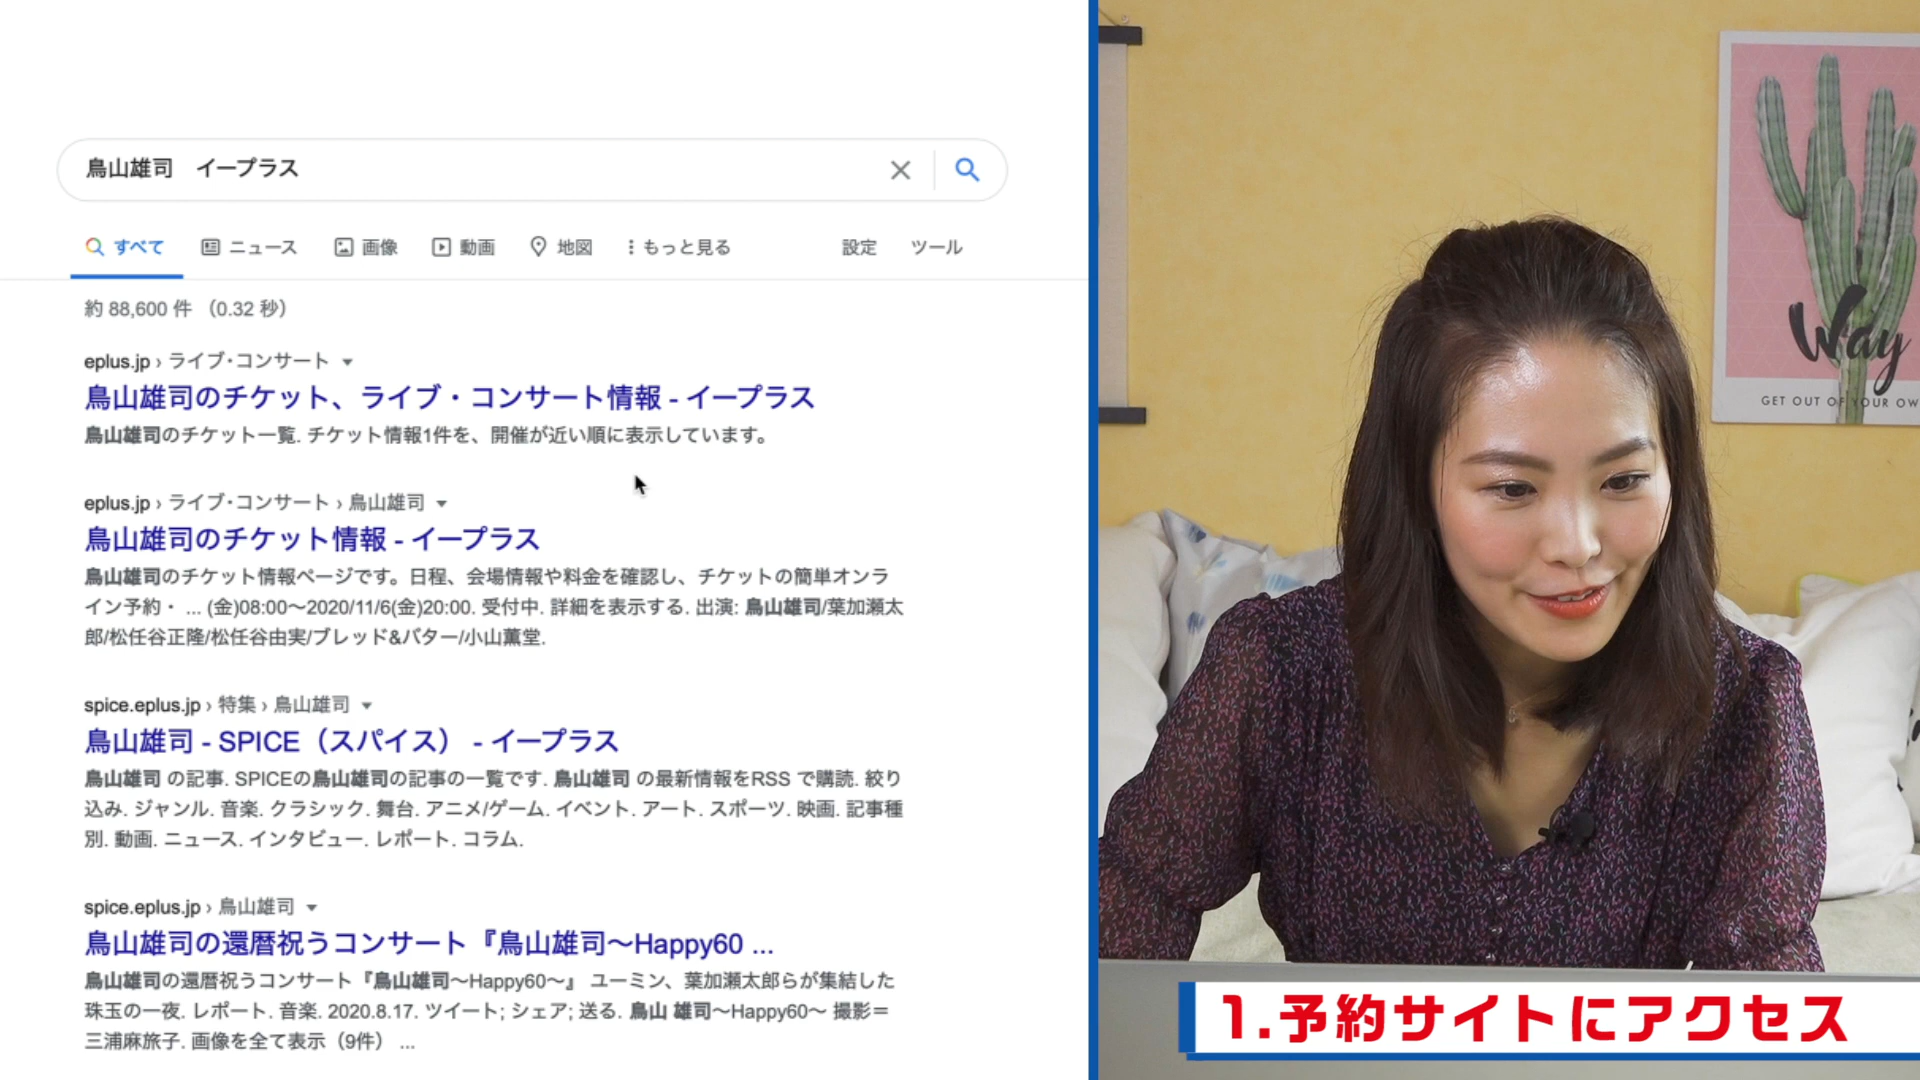 鳥山雄司　イープラス
すべて ニュース 画像 動画 地図 もっと見る 設定 ツール
約 88,600 件 （0.32 秒）
eplus.jp › ライブ･コンサート
鳥山雄司のチケット、ライブ・コンサート情報 - イープラス
鳥山雄司のチケット一覧. チケット情報1件を、開催が近い順に表示しています。
eplus.jp › ライブ･コンサート › 鳥山雄司
鳥山雄司のチケット情報 - イープラス
鳥山雄司のチケット情報ページです。日程、会場情報や料金を確認し、チケットの簡単オンラ
イン予約・ ... (金)08:00〜2020/11/6(金)20:00. 受付中. 詳細を表示する. 出演: 鳥山雄司/葉加瀬太
郎/松任谷正隆/松任谷由実/ブレッド&バター/小山薫堂.
spice.eplus.jp › 特集 › 鳥山雄司
鳥山雄司 - SPICE（スパイス） - イープラス
鳥山雄司 の記事. SPICEの鳥山雄司の記事の一覧です. 鳥山雄司 の最新情報をRSS で購読. 絞り
込み. ジャンル. 音楽. クラシック. 舞台. アニメ/ゲーム. イベント. アート. スポーツ. 映画. 記事種
別. 動画. ニュース. インタビュー. レポート. コラム.
spice.eplus.jp › 鳥山雄司
鳥山雄司の還暦祝うコンサート『鳥山雄司〜Happy60 ...
鳥山雄司の還暦祝うコンサート『鳥山雄司〜Happy60〜』 ユーミン、葉加瀬太郎らが集結した
珠玉の一夜. レポート. 音楽. 2020.8.17. ツイート; シェア; 送る. 鳥山 雄司〜Happy60〜 撮影＝
三浦麻旅子. 画像を全て表示（9件） ...
Way
GET OUT OF YOUR OW
1.予約サイトにアクセス